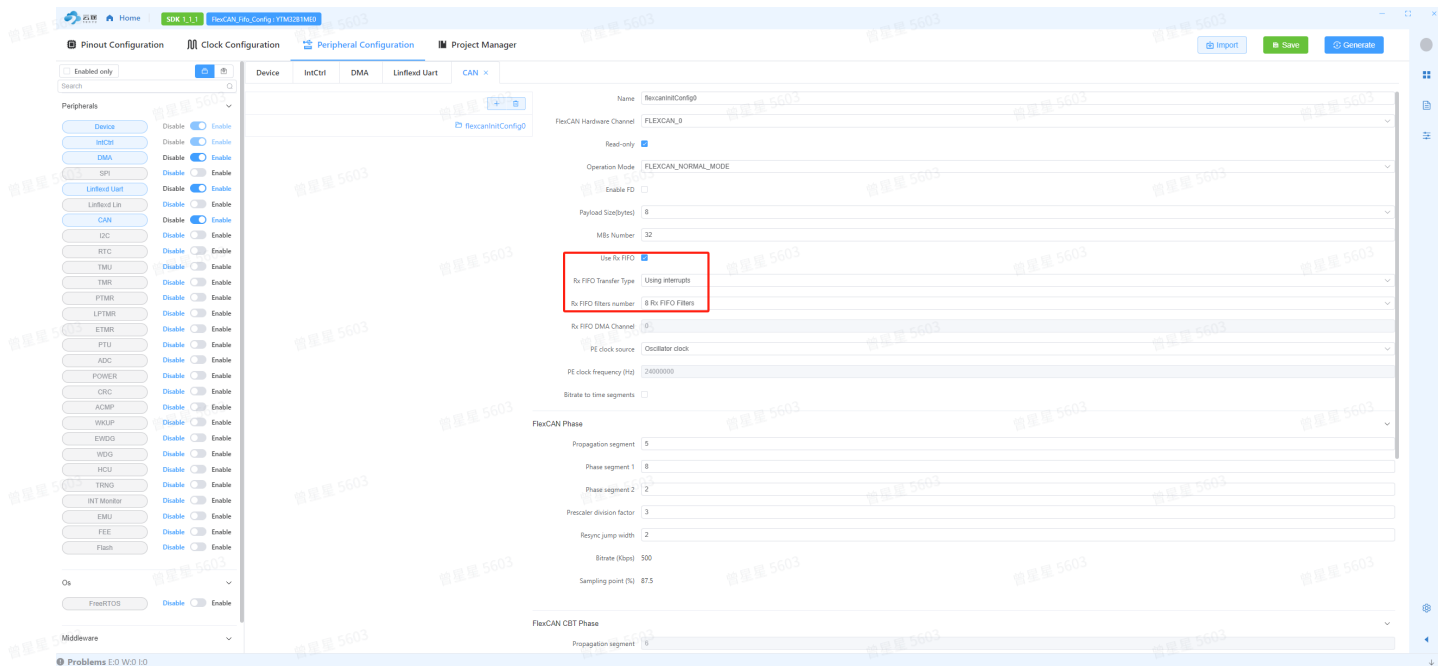 云途 Home SDK 1_1_1 FlexCAN_Fifo_Config : YTM32B1ME0
Pinout Configuration Clock Configuration Peripheral Configuration Project Manager Import Save Generate
Enabled only
Search
Peripherals
Device Disable Enable
IntCtrl Disable Enable
DMA Disable Enable
SPI Disable Enable
Linflexd Uart Disable Enable
Linflexd Lin Disable Enable
CAN Disable Enable
I2C Disable Enable
RTC Disable Enable
TMU Disable Enable
TMR Disable Enable
PTMR Disable Enable
LPTMR Disable Enable
ETMR Disable Enable
PTU Disable Enable
ADC Disable Enable
POWER Disable Enable
CRC Disable Enable
ACMP Disable Enable
WKUP Disable Enable
EWDG Disable Enable
WDG Disable Enable
HCU Disable Enable
TRNG Disable Enable
INT Monitor Disable Enable
EMU Disable Enable
FEE Disable Enable
Flash Disable Enable
Os
FreeRTOS Disable Enable
Middleware
Device IntCtrl DMA Linflexd Uart CAN ×
flexcanInitConfig0
Name flexcanInitConfig0
FlexCAN Hardware Channel FLEXCAN_0
Read-only
Operation Mode FLEXCAN_NORMAL_MODE
Enable FD
Payload Size(bytes) 8
MBs Number 32
Use Rx FIFO
Rx FIFO Transfer Type Using interrupts
Rx FIFO filters number 8 Rx FIFO Filters
Rx FIFO DMA Channel 0
PE clock source Oscillator clock
PE clock frequency (Hz) 24000000
Bitrate to time segments
FlexCAN Phase
Propagation segment 5
Phase segment 1 8
Phase segment 2 2
Prescaler division factor 3
Resync jump width 2
Bitrate (Kbps) 500
Sampling point (%) 87.5
FlexCAN CBT Phase
Propagation segment 6
Problems E:0 W:0 I:0
曾星星 5603